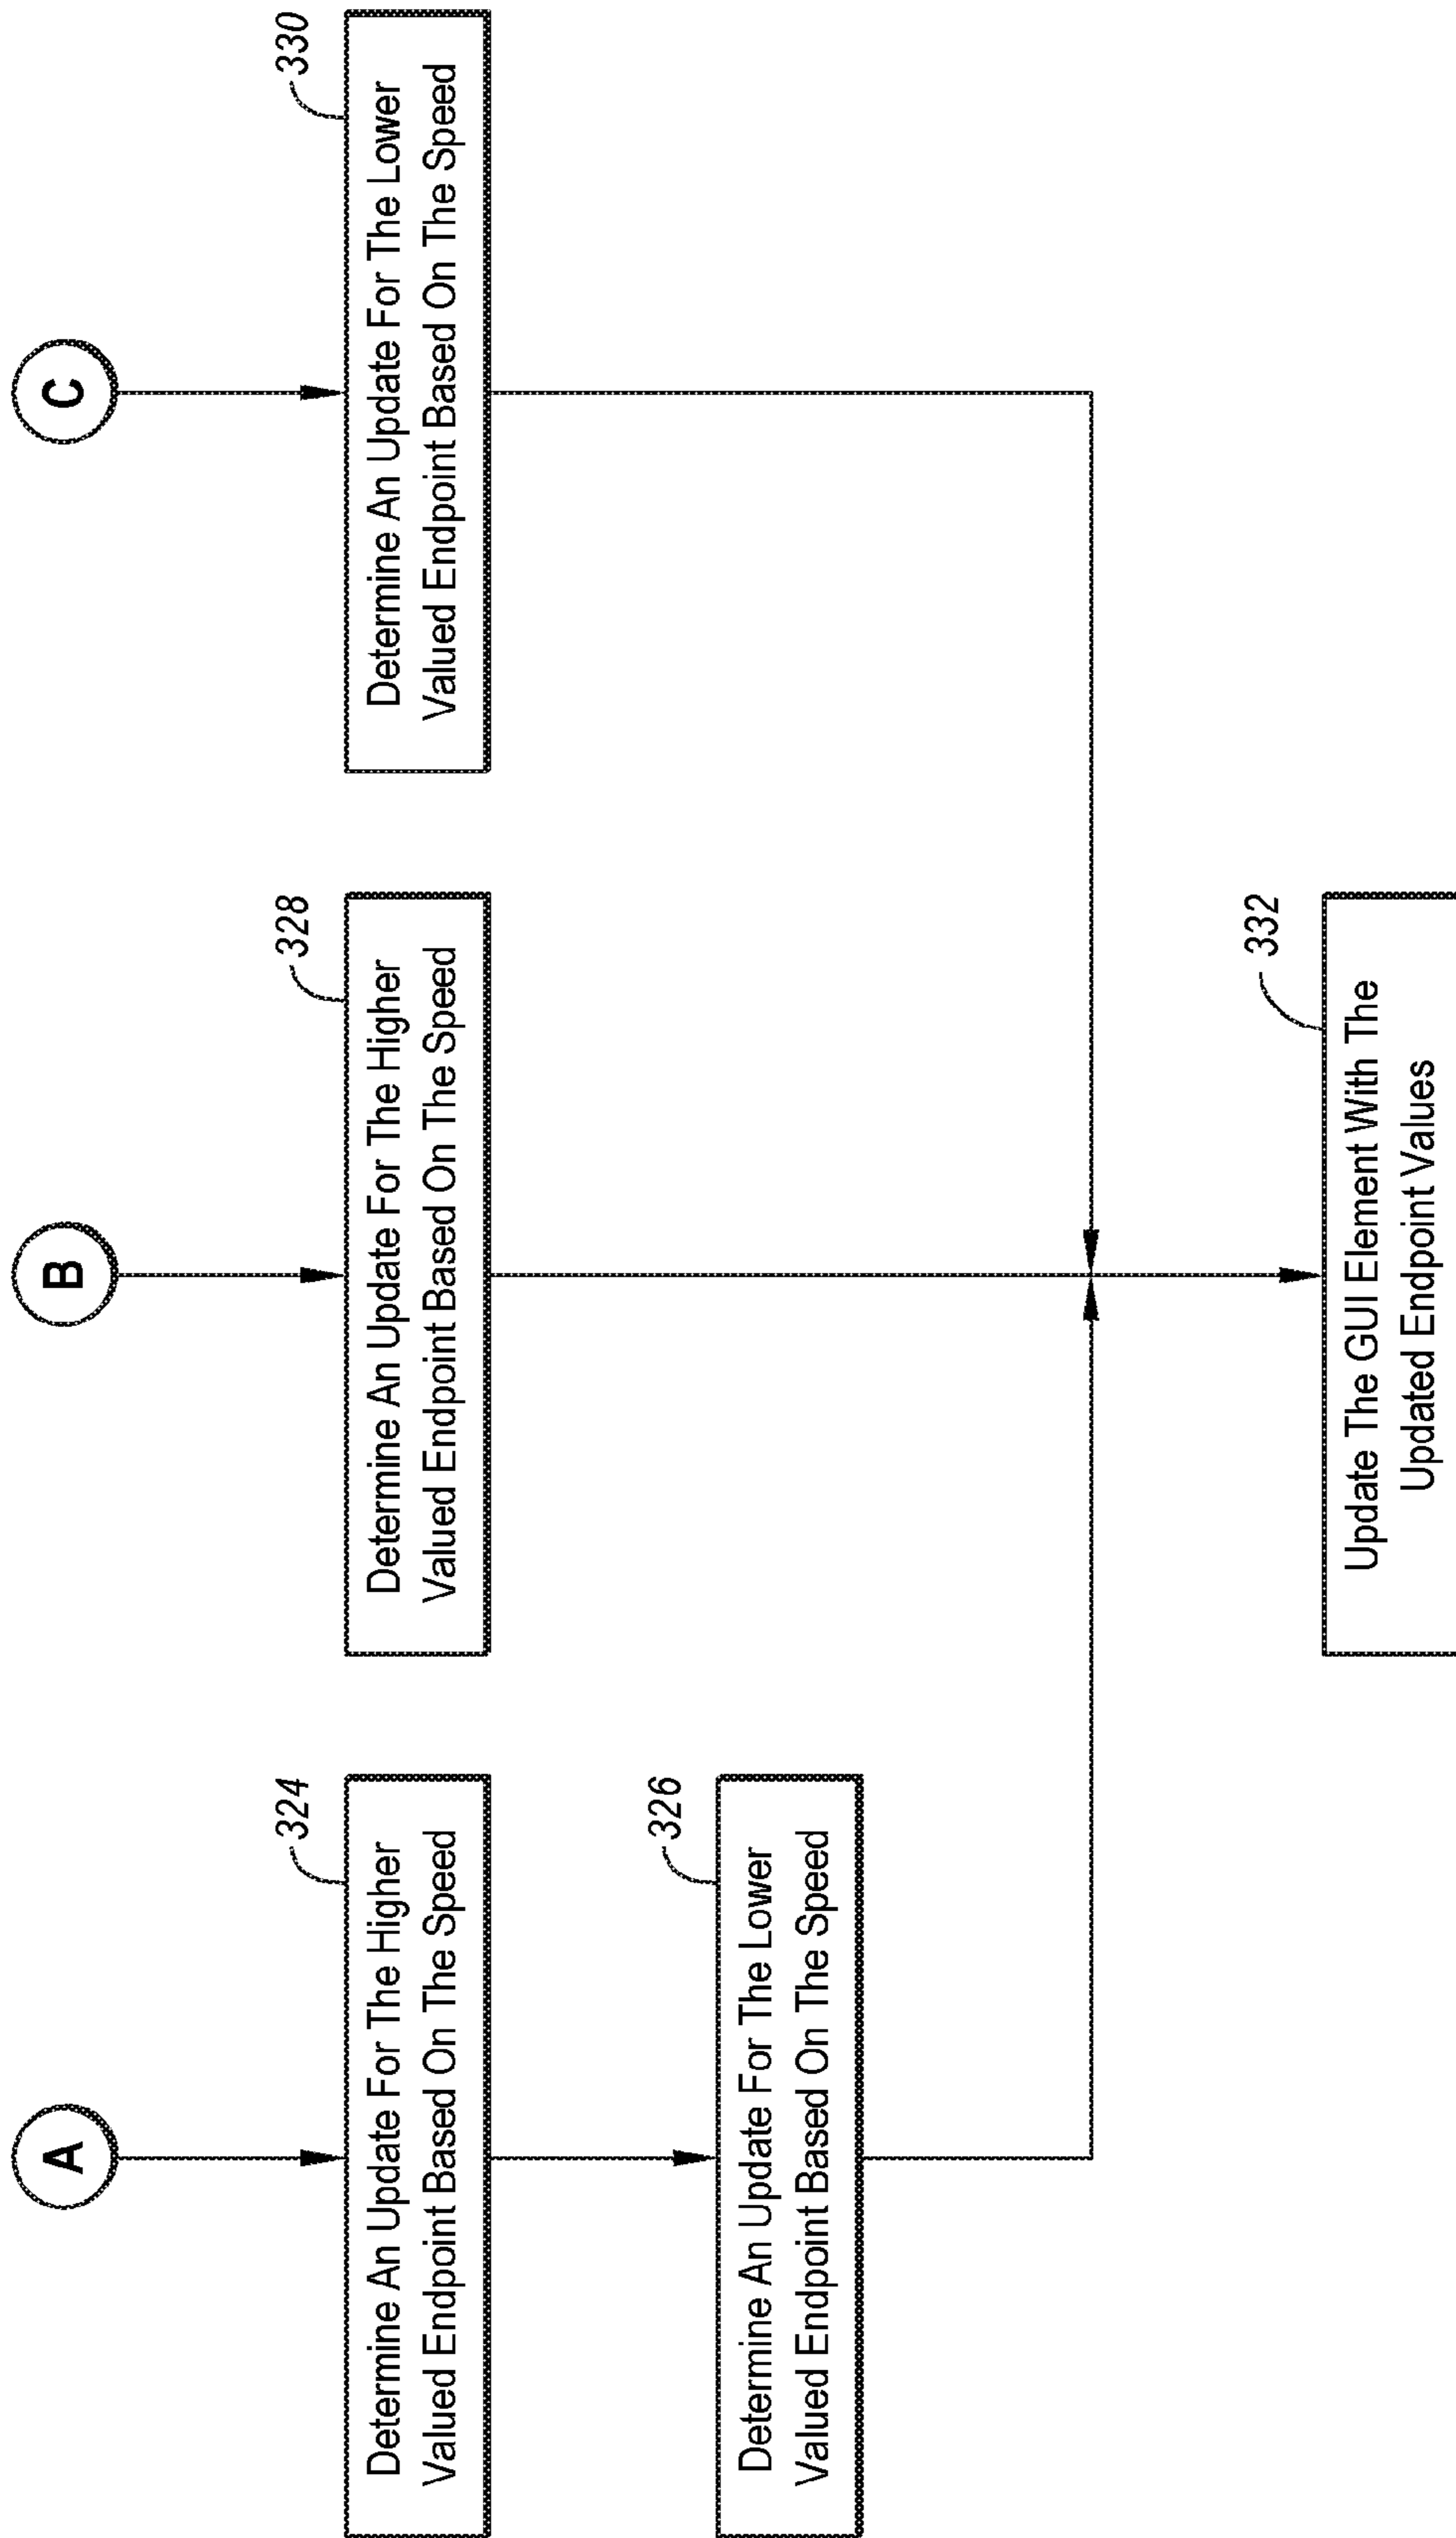 A
B
C
324
Determine An Update For The Higher
Valued Endpoint Based On The Speed
328
Determine An Update For The Higher
Valued Endpoint Based On The Speed
330
Determine An Update For The Lower
Valued Endpoint Based On The Speed
326
Determine An Update For The Lower
Valued Endpoint Based On The Speed
332
Update The GUI Element With The
Updated Endpoint Values